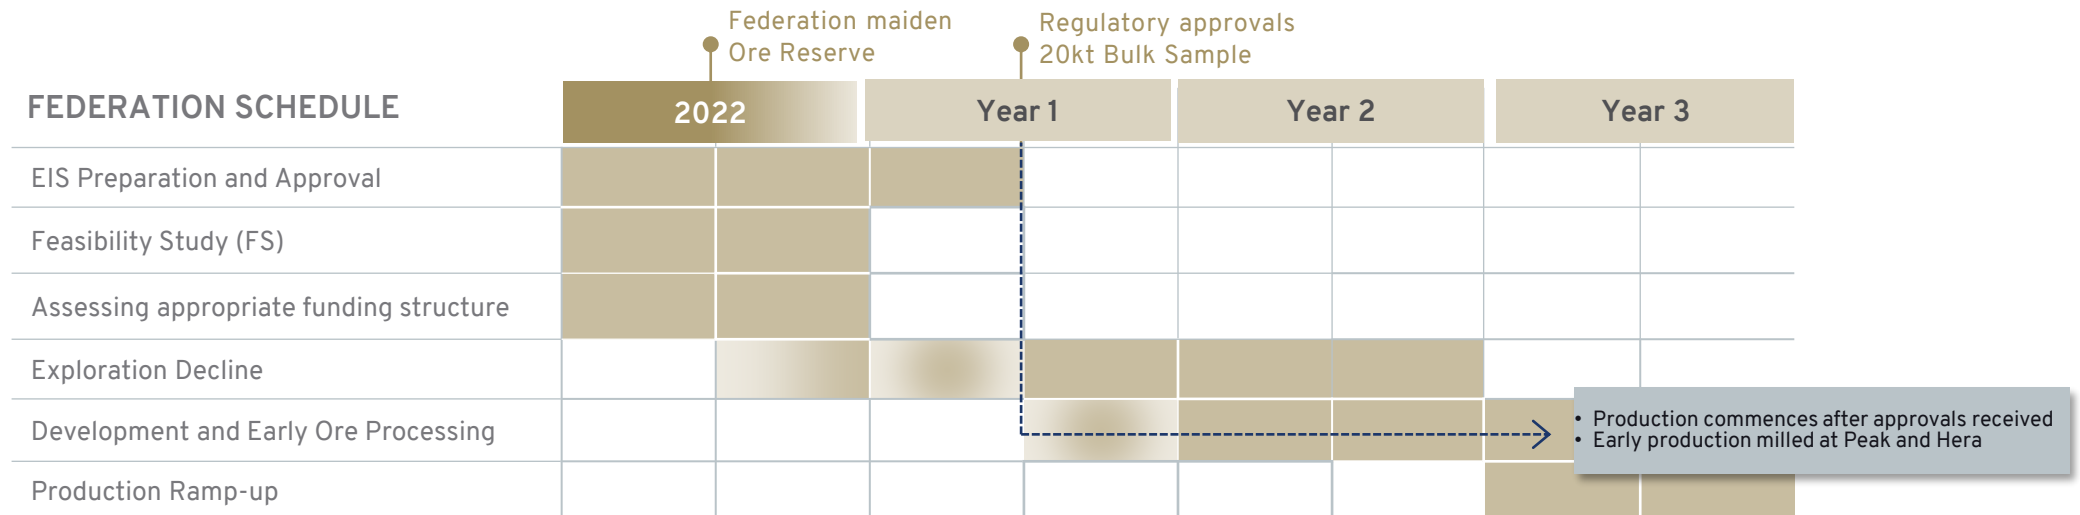 Federation maiden
Ore Reserve
Regulatory approvals
20kt Bulk Sample
FEDERATION SCHEDULE
2022
Year 1
Year 2
Year 3
EIS Preparation and Approval
Feasibility Study (FS)
Assessing appropriate funding structure
Exploration Decline
Development and Early Ore Processing
• Production commences after approvals received
• Early production milled at Peak and Hera
Production Ramp-up